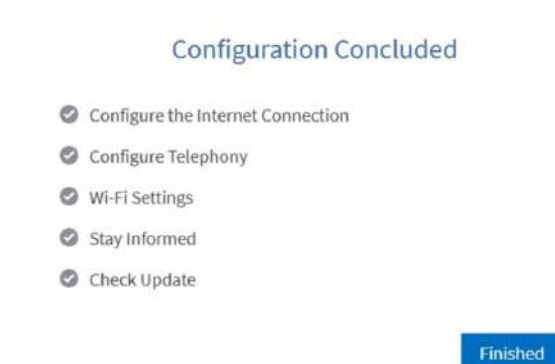 Configuration Concluded
Configure the Internet Connection
Configure Telephony
Wi-Fi Settings
Stay Informed
Check Update
Finished